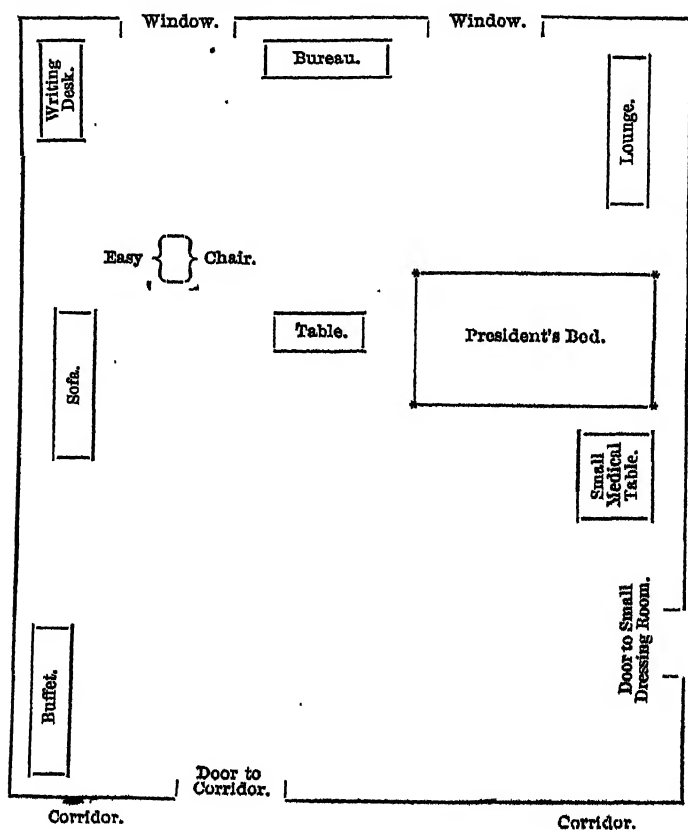 Window.
Window.
Writing
Desk.
Bureau.
Lounge.
Easy
Chair.
Sofa.
Table.
President's Bed.
Small
Medical
Table.
Door to Small
Dressing Room.
Buffet.
Door to
Corridor.
Corridor.
Corridor.